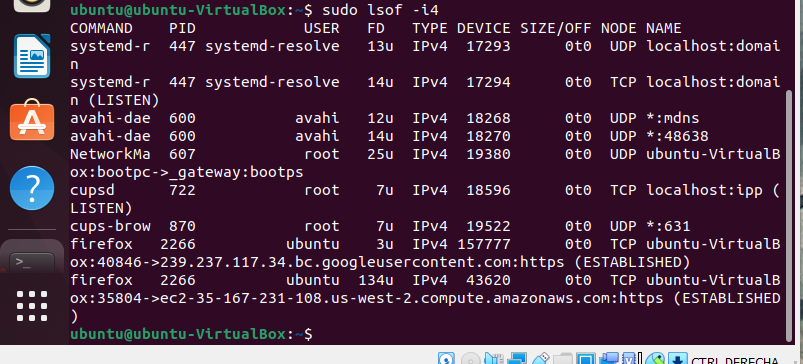 ubuntu@ubuntu-VirtualBox:~$ sudo lsof -i4
COMMAND    PID            USER   FD   TYPE DEVICE SIZE/OFF NODE NAME
systemd-r  447 systemd-resolve   13u  IPv4  17293      0t0  UDP localhost:domai
n
systemd-r  447 systemd-resolve   14u  IPv4  17294      0t0  TCP localhost:domai
n (LISTEN)
avahi-dae  600           avahi   12u  IPv4  18268      0t0  UDP *:mdns
avahi-dae  600           avahi   14u  IPv4  18270      0t0  UDP *:48638
NetworkMa  607            root   25u  IPv4  19380      0t0  UDP ubuntu-VirtualB
ox:bootpc->_gateway:bootps
cupsd      722            root    7u  IPv4  18596      0t0  TCP localhost:ipp (
LISTEN)
cups-brow  870            root    7u  IPv4  19522      0t0  UDP *:631
firefox   2266          ubuntu    3u  IPv4 157777      0t0  TCP ubuntu-VirtualB
ox:40846->239.237.117.34.bc.googleusercontent.com:https (ESTABLISHED)
firefox   2266          ubuntu  134u  IPv4  43620      0t0  TCP ubuntu-VirtualB
ox:35804->ec2-35-167-231-108.us-west-2.compute.amazonaws.com:https (ESTABLISHED
)
ubuntu@ubuntu-VirtualBox:~$
CTRL DERECHA